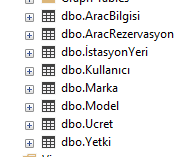 dbo.AracBilgisi
dbo.AracRezervasyon
dbo.İstasyonYeri
dbo.Kullanıcı
dbo.Marka
dbo.Model
dbo.Ucret
dbo.Yetki